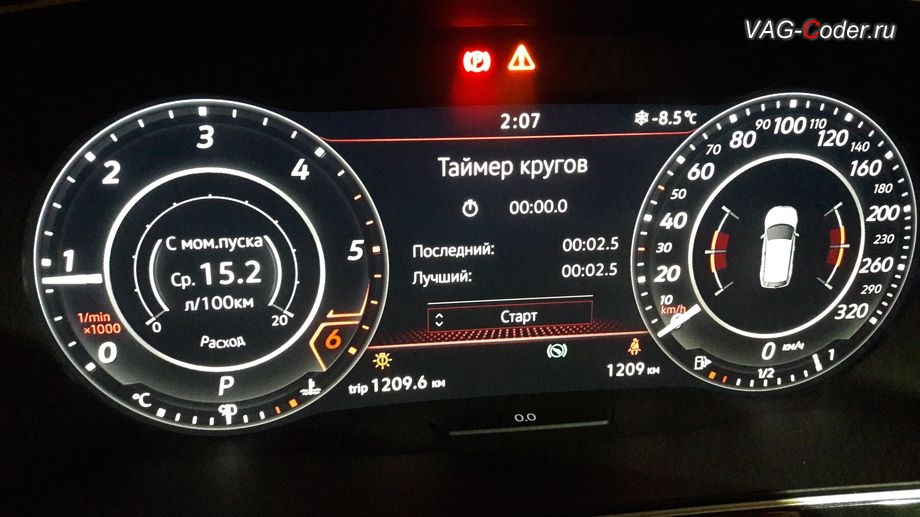 VAG-Coder.ru
P
2:07
-8.5°C
Таймер кругов
00:00.0
Последний: 00:02.5
Лучший: 00:02.5
Старт
0
1
2
3
4
5
6
1/min
×1000
С мом.пуска
Ср. 15.2
л/100км
0 20
Расход
P
°C
90
trip 1209.6 км
1209 км
0.0
10
20
30
40
50
60
70
80
90
100
110
120
140
160
180
200
230
260
290
320
km/h
0 км/ч
1/2
1